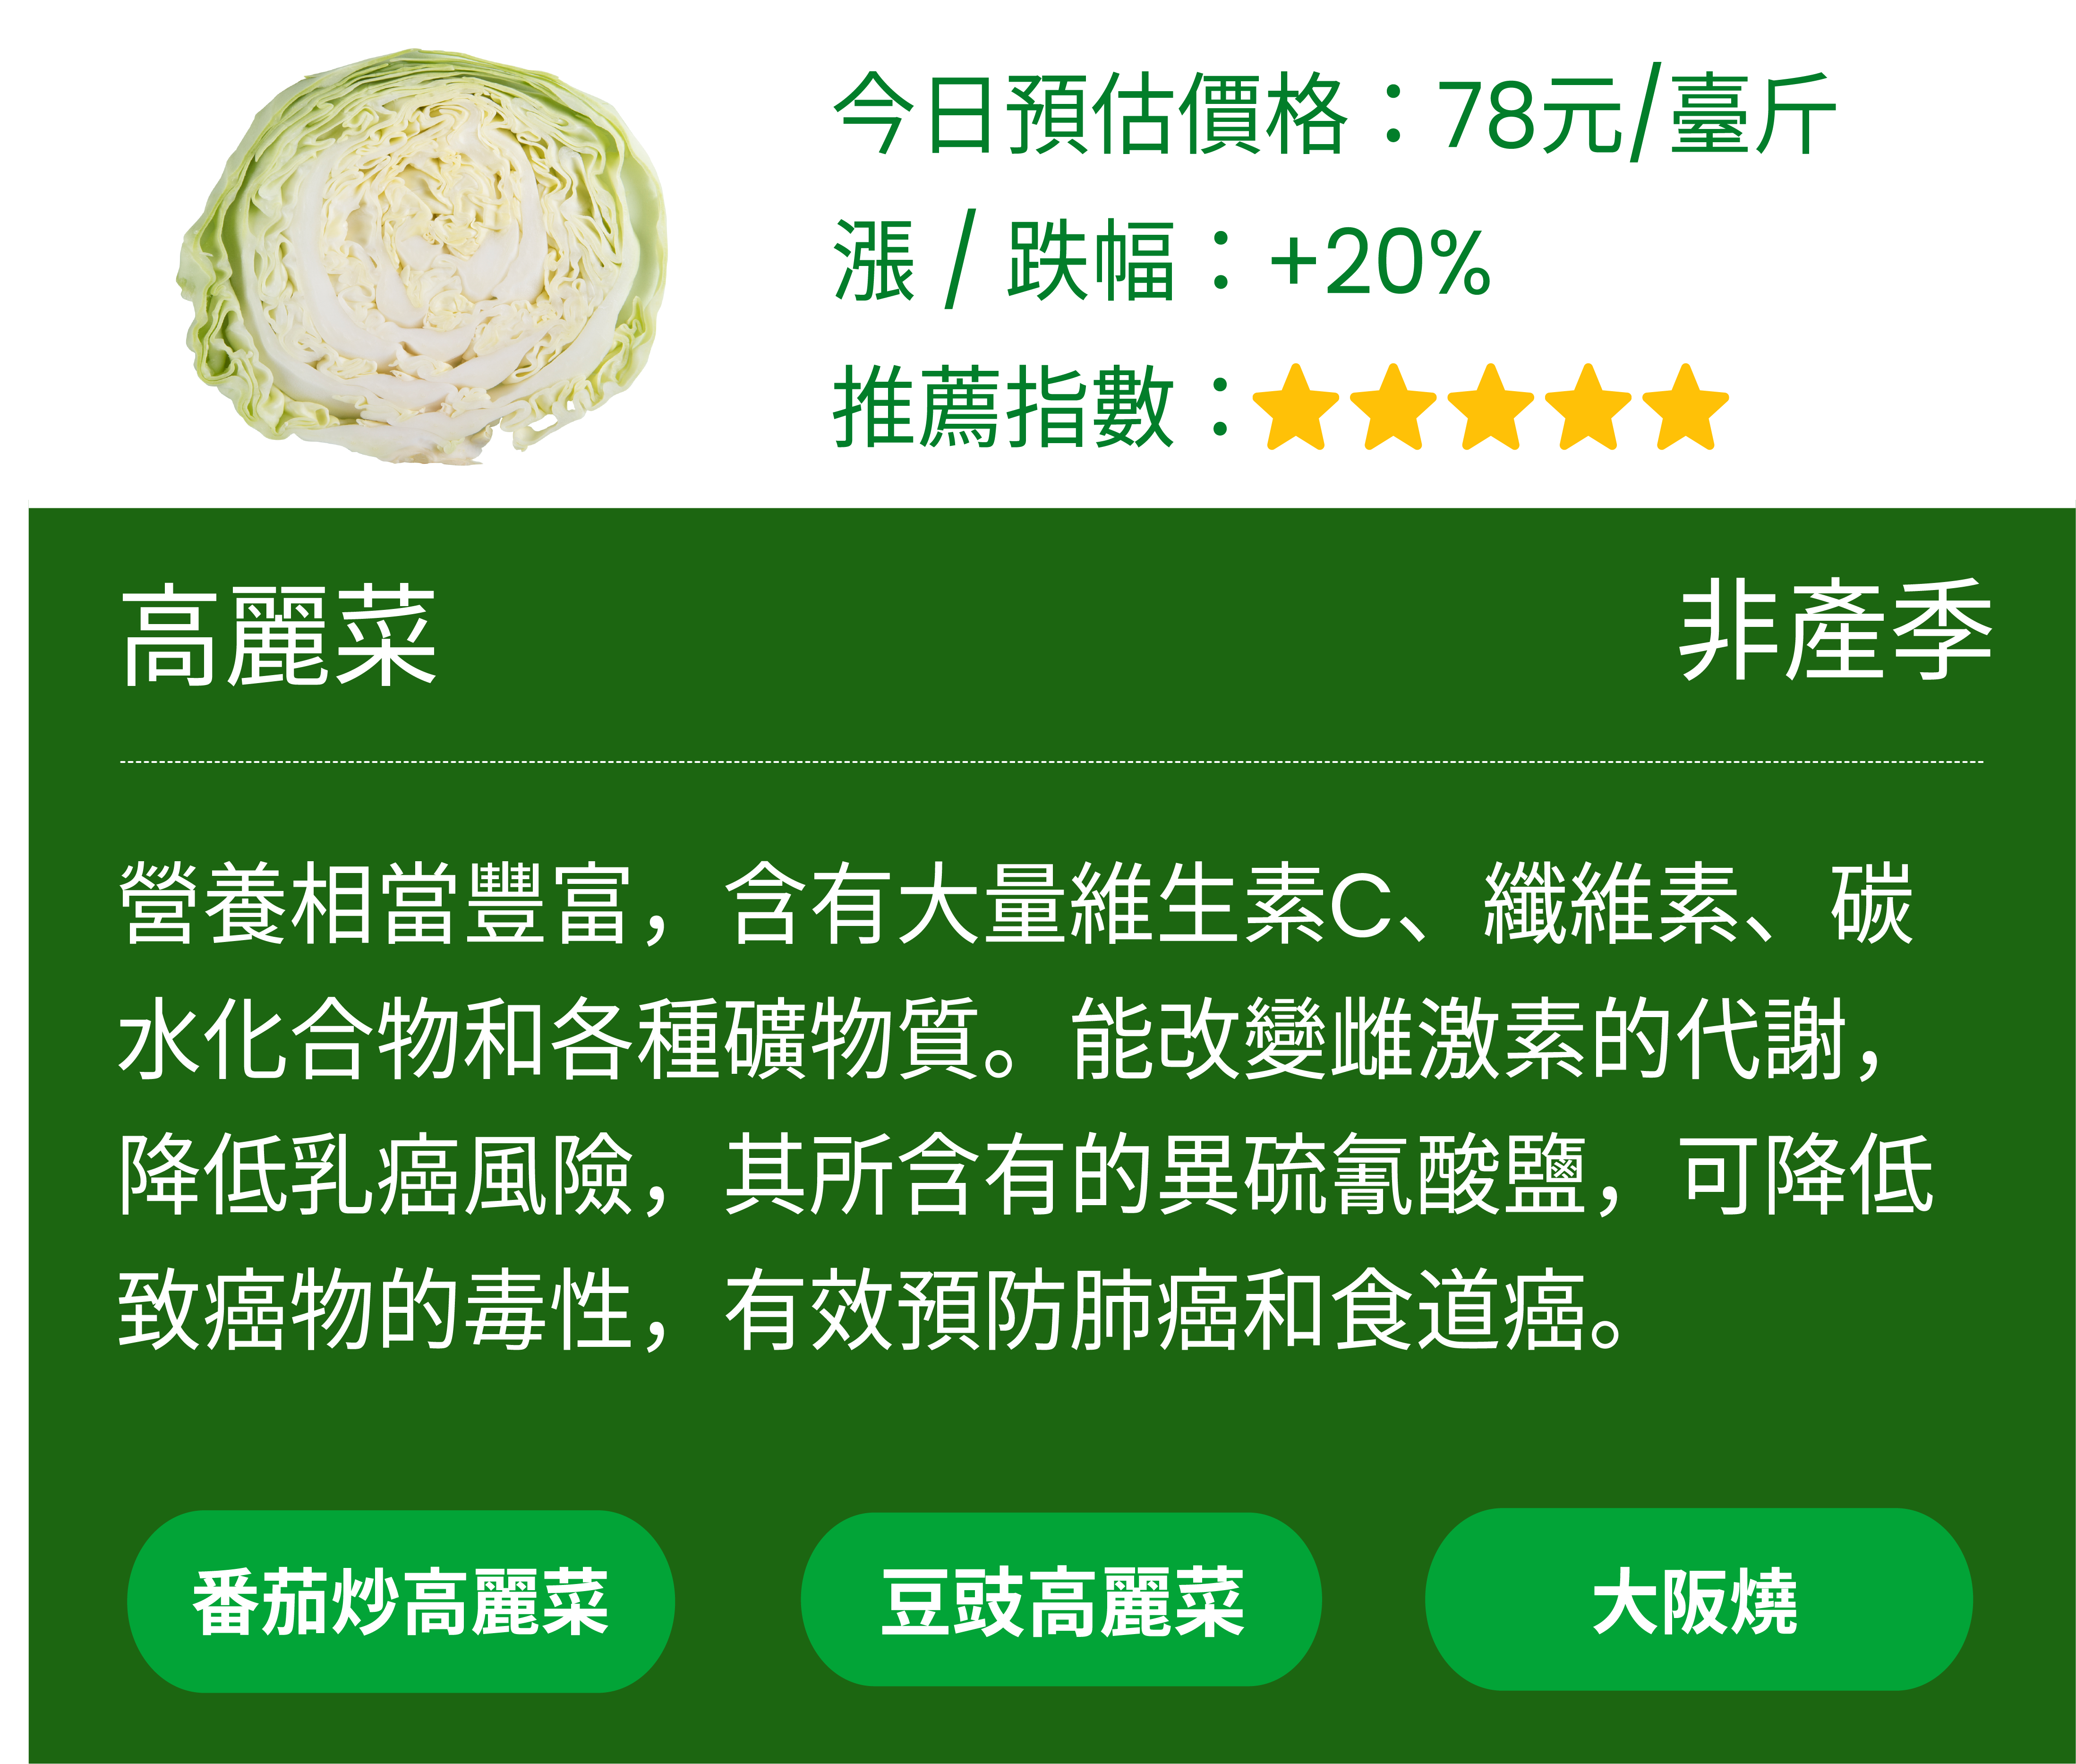 今日預估價格：78元/臺斤
漲 / 跌幅：+20%
推薦指數：
高麗菜
非產季
營養相當豐富，含有大量維生素C、纖維素、碳
水化合物和各種礦物質。能改變雌激素的代謝，
降低乳癌風險，其所含有的異硫氰酸鹽，可降低
致癌物的毒性，有效預防肺癌和食道癌。
番茄炒高麗菜
豆豉高麗菜
大阪燒